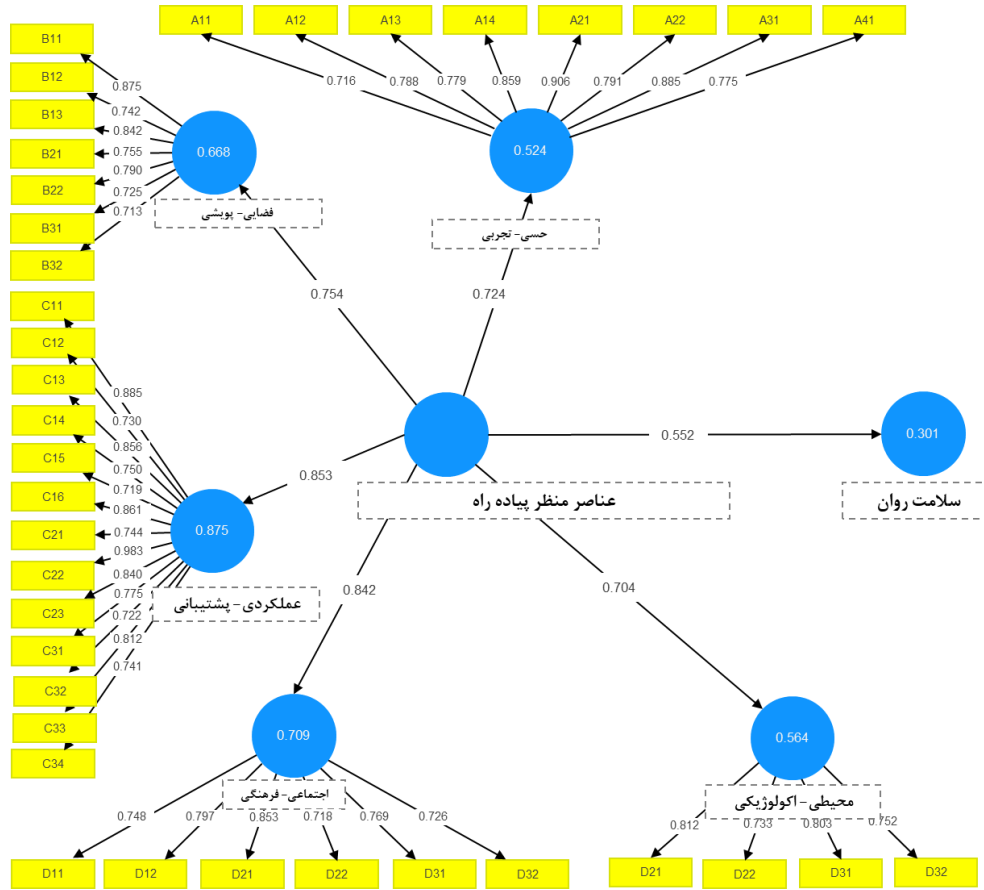 A11
A12
A13
A14
A21
A22
A31
A41
0.716
0.788
0.779
0.859
0.906
0.791
0.885
0.775
0.524
حسی- تجربی
0.724
B11
B12
B13
B21
B22
B31
B32
0.875
0.742
0.842
0.755
0.790
0.725
0.713
0.668
فضایی- پویشی
0.754
C11
C12
C13
C14
C15
C16
C21
C22
C23
C31
C32
C33
C34
0.885
0.730
0.856
0.750
0.719
0.861
0.744
0.983
0.840
0.775
0.722
0.812
0.741
0.875
عملکردی- پشتیبانی
0.853
عناصر منظر پیاده راه
0.552
0.301
سلامت روان
0.842
0.704
0.709
اجتماعی-فرهنگی
0.748
0.797
0.853
0.718
0.769
0.726
D11
D12
D21
D22
D31
D32
0.564
محیطی- اکولوژیکی
0.812
0.733
0.803
0.752
D21
D22
D31
D32